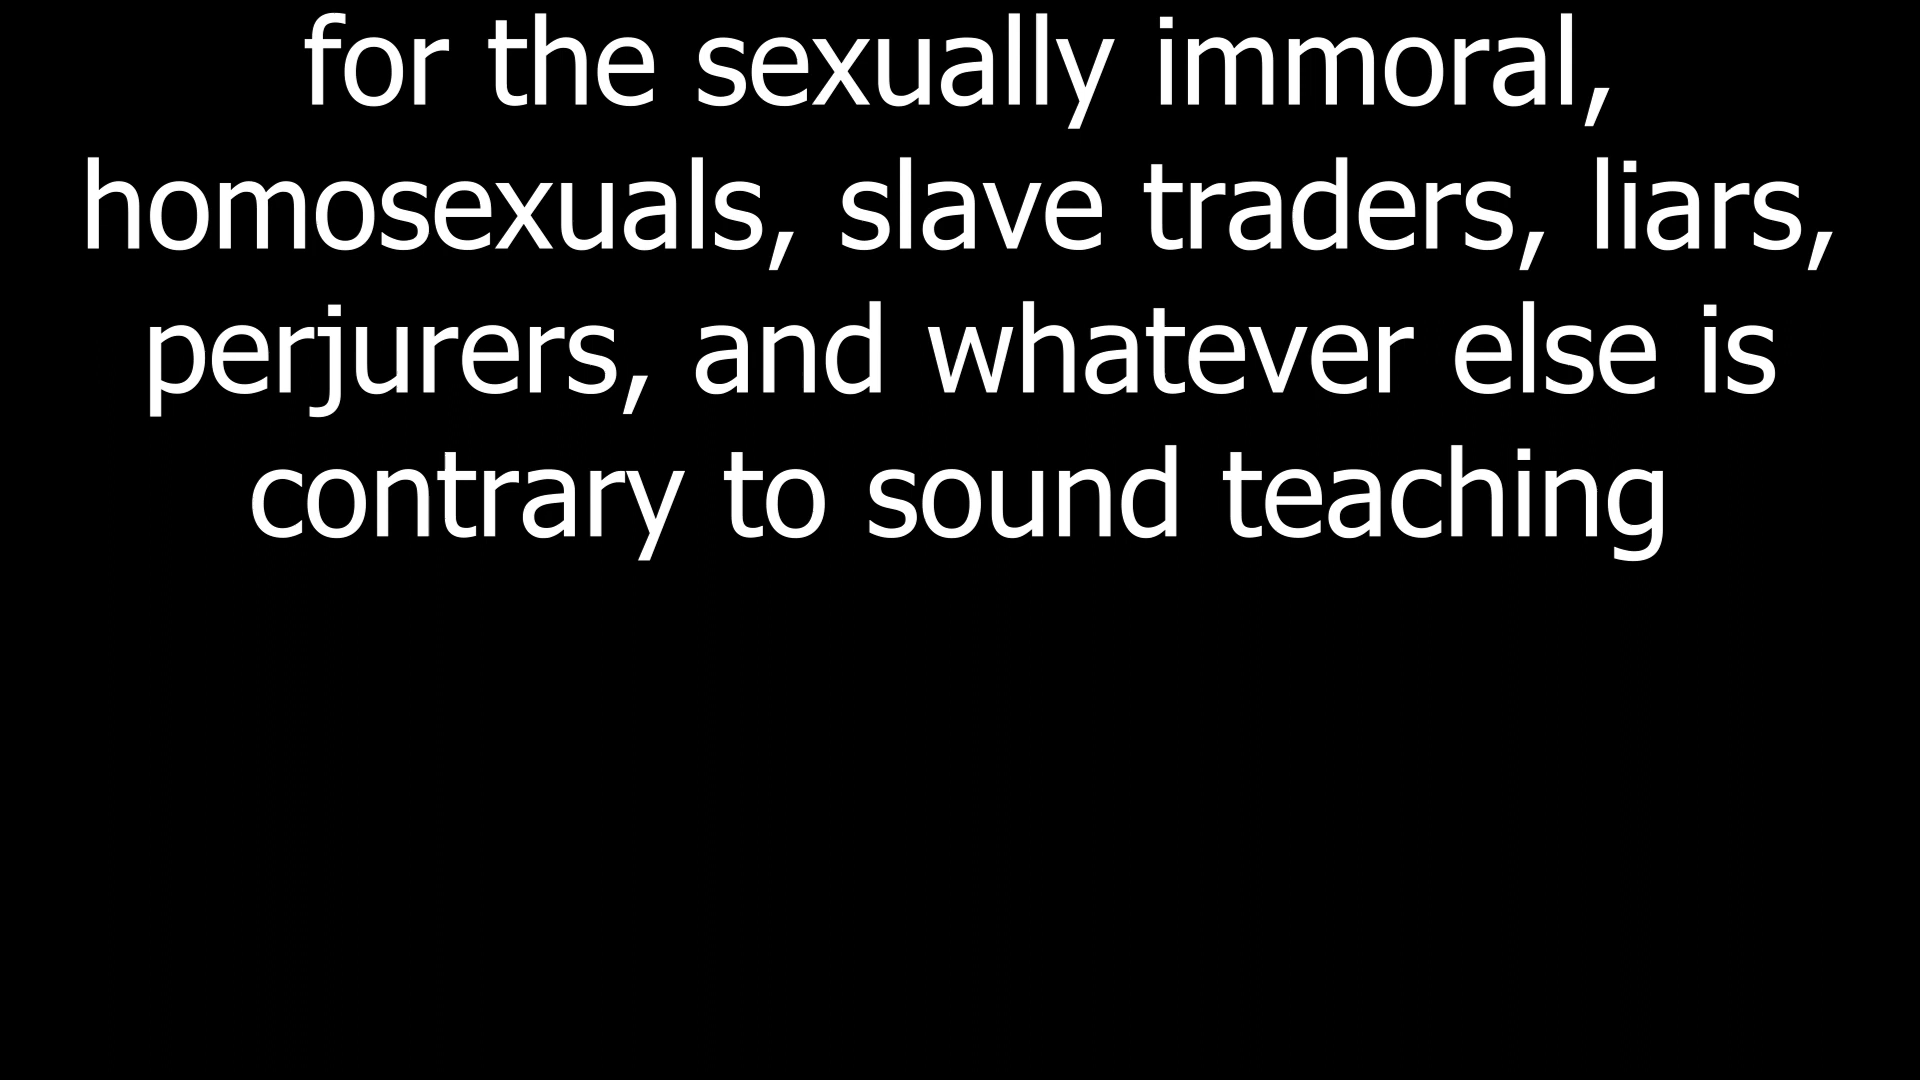 for the sexually immoral,
homosexuals, slave traders, liars,
perjurers, and whatever else is
contrary to sound teaching